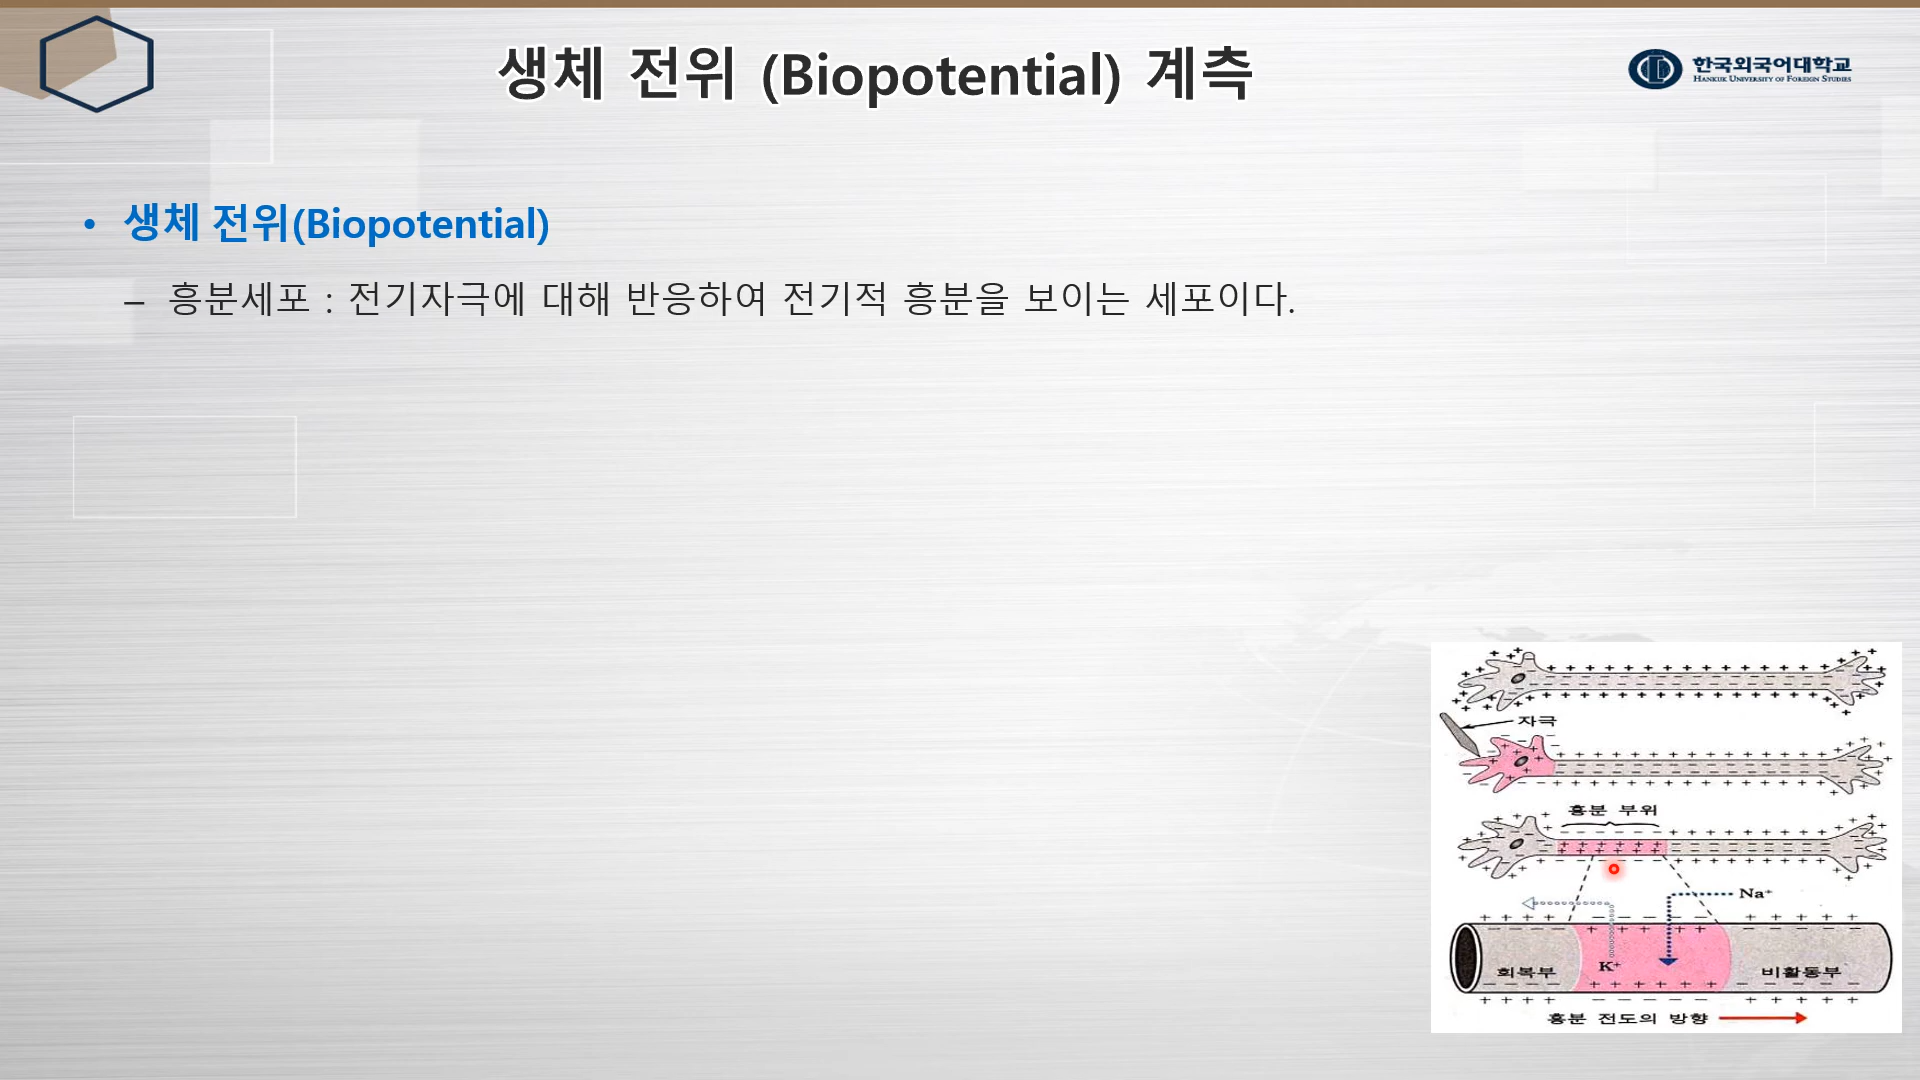 생체 전위 (Biopotential) 계측
한국외국어대학교
HANKUK UNIVERSITY OF FOREIGN STUDIES
• 생체 전위(Biopotential)
– 흥분세포 : 전기자극에 대해 반응하여 전기적 흥분을 보이는 세포이다.
자극
흥분 부위
Na⁺
K⁺
회복부
비활동부
흥분 전도의 방향